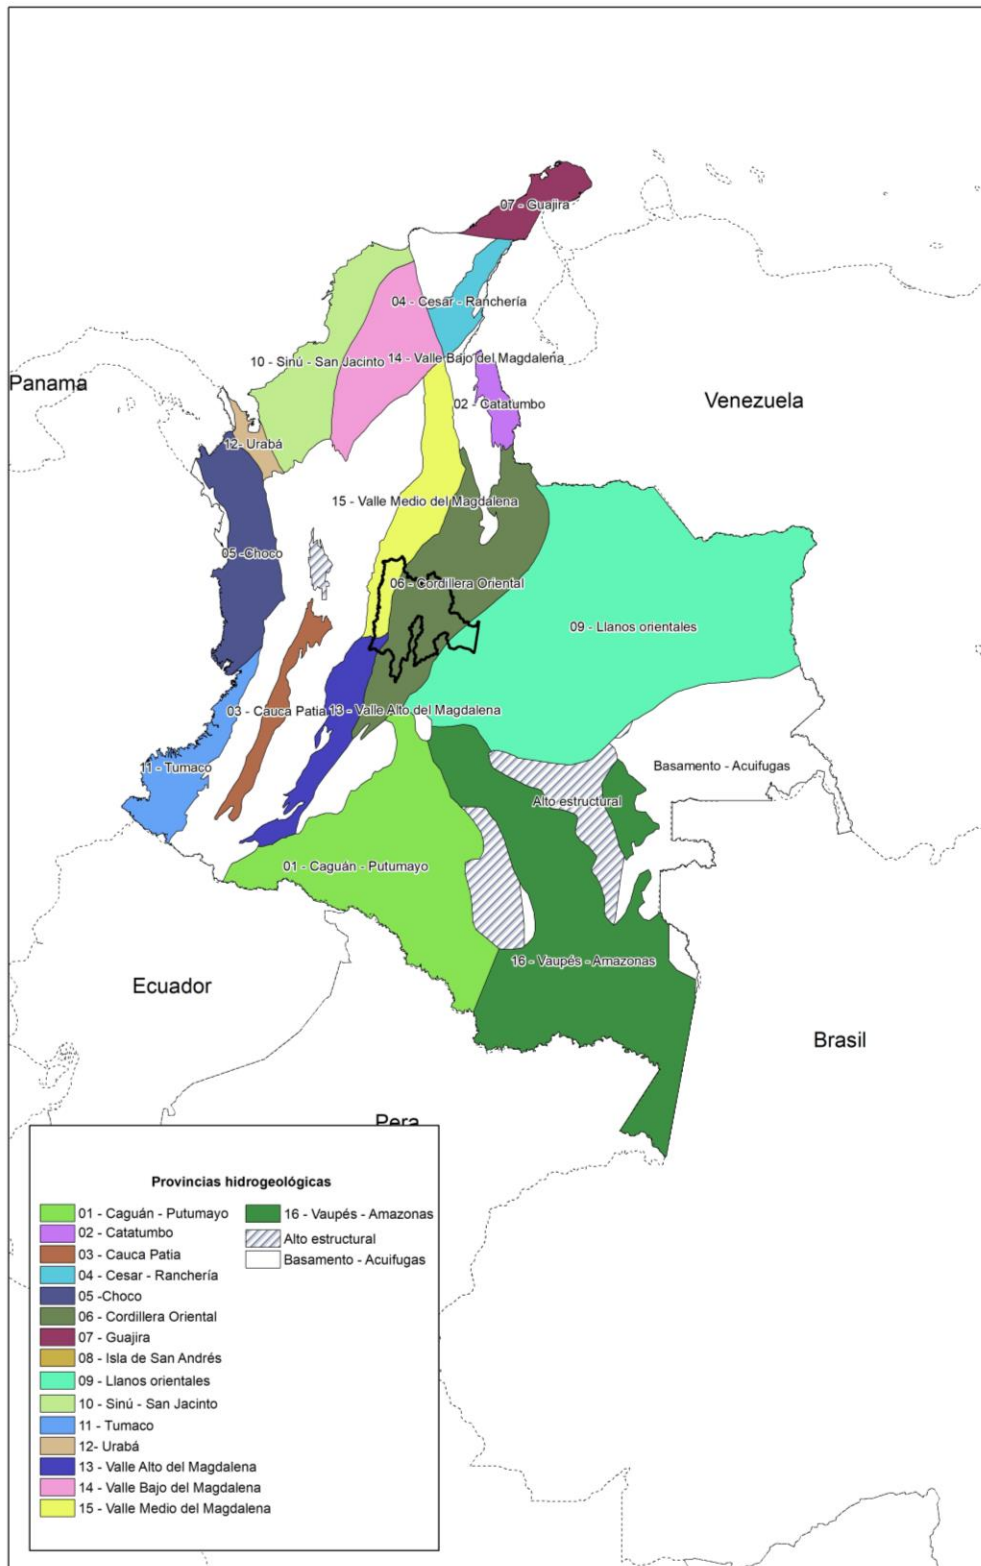 07 - Guajira
04 - Cesar - Ranchería
14 - Valle Bajo del Magdalena
10 - Sinú - San Jacinto
Panama
02 - Catatumbo
Venezuela
12- Urabá
15 - Valle Medio del Magdalena
05 -Choco
06 - Cordillera Oriental
09 - Llanos orientales
03 - Cauca Patia
13 - Valle Alto del Magdalena
11 - Tumaco
Basamento - Acuifugas
Alto estructural
01 - Caguán - Putumayo
16 - Vaupés - Amazonas
Ecuador
Brasil
Pera
Provincias hidrogeológicas
01 - Caguán - Putumayo
02 - Catatumbo
03 - Cauca Patia
04 - Cesar - Ranchería
05 -Choco
06 - Cordillera Oriental
07 - Guajira
08 - Isla de San Andrés
09 - Llanos orientales
10 - Sinú - San Jacinto
11 - Tumaco
12- Urabá
13 - Valle Alto del Magdalena
14 - Valle Bajo del Magdalena
15 - Valle Medio del Magdalena
16 - Vaupés - Amazonas
Alto estructural
Basamento - Acuifugas